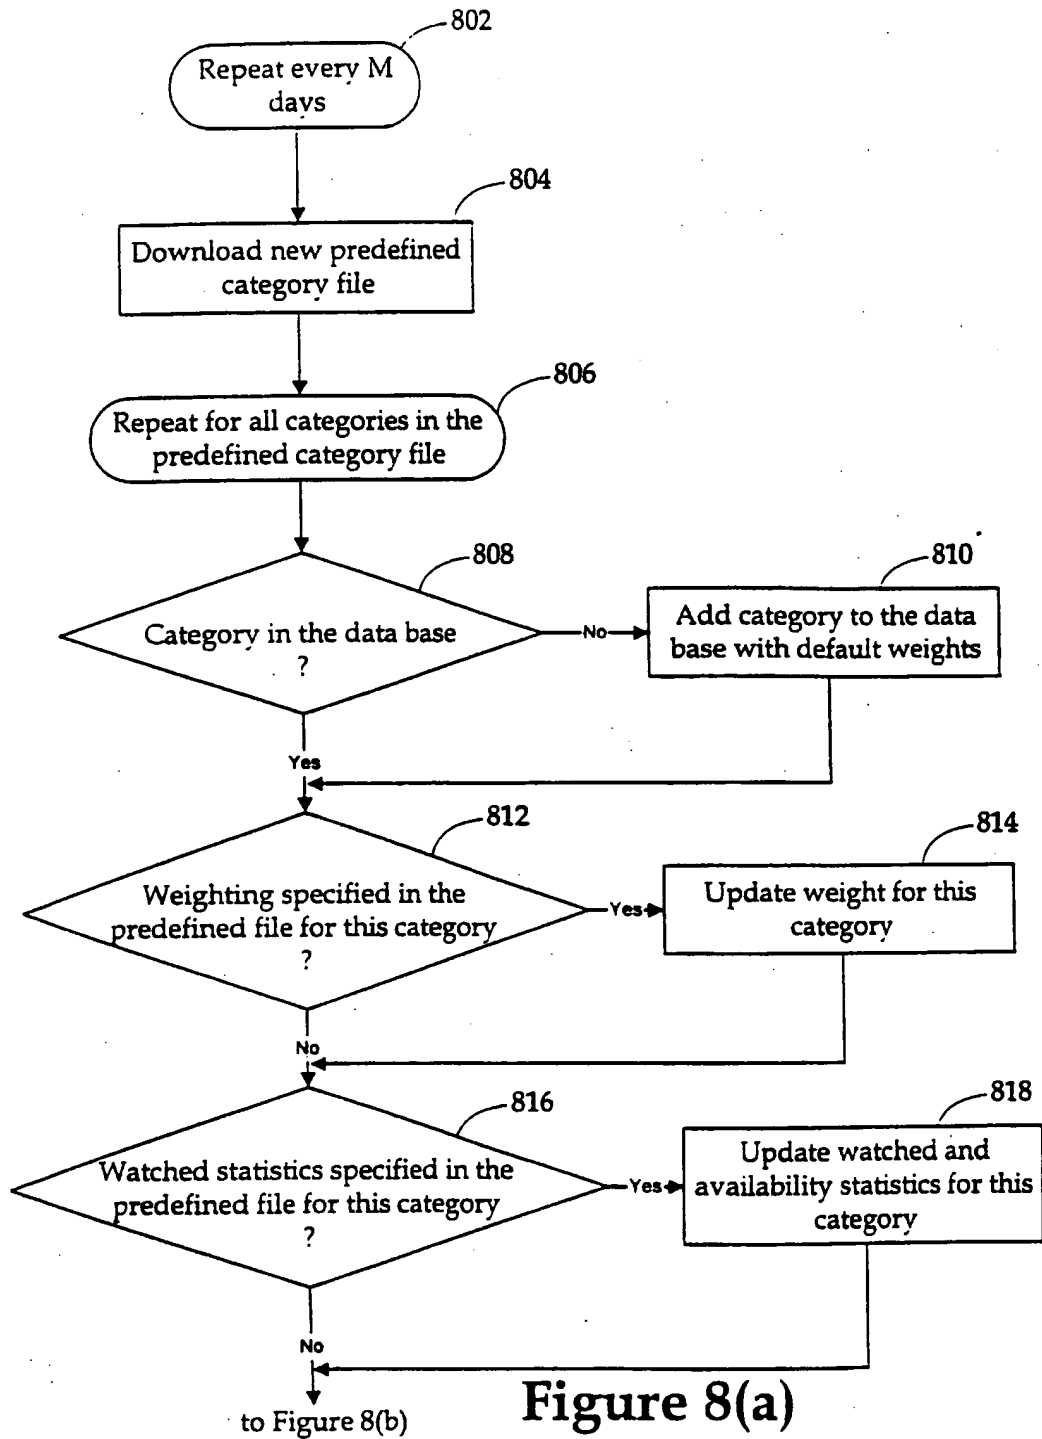 802
Repeat every M
days
804
Download new predefined
category file
806
Repeat for all categories in the
predefined category file
808
Category in the data base
?
No
810
Add category to the data
base with default weights
Yes
812
Weighting specified in the
predefined file for this category
?
Yes
814
Update weight for this
category
No
816
Watched statistics specified in the
predefined file for this category
?
Yes
818
Update watched and
availability statistics for this
category
No
to Figure 8(b)
Figure 8(a)